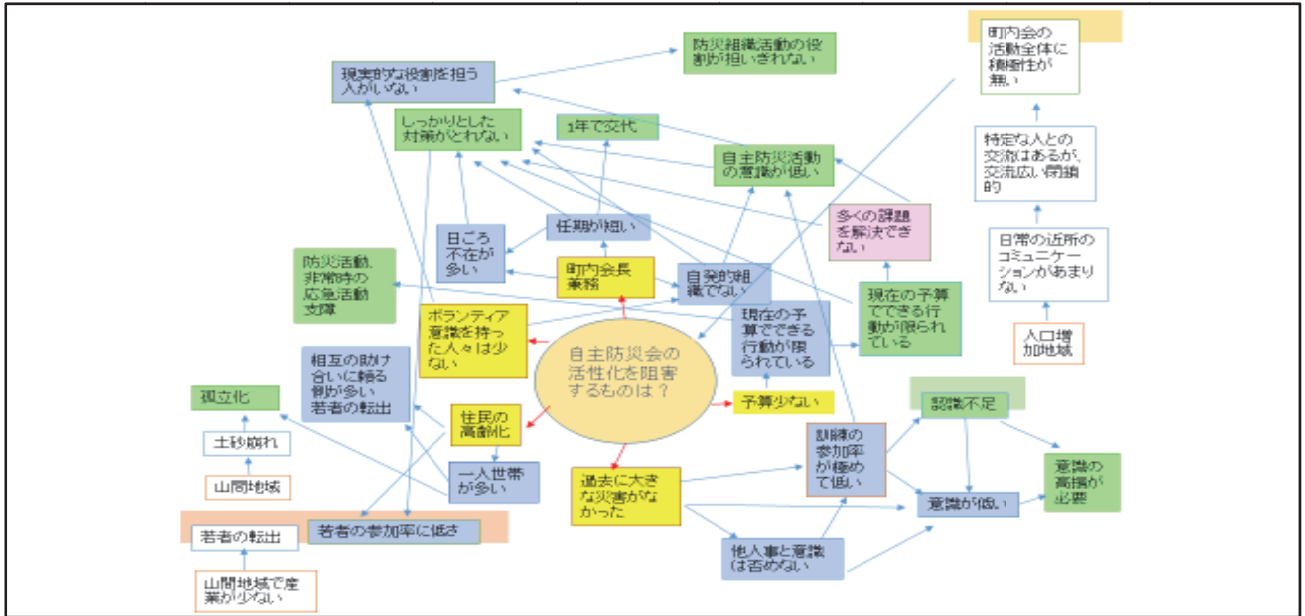 防災組織活動の役
割が担いきれない
町内会の
活動全体に
積極性が
無い
現実的な役割を担う
人がいない
しっかりとした
対策がとれない
1年で交代
自主防災活動
の意識が低い
特定な人との
交流はあるが、
交流広い閉鎖
的
多くの課題
を解決でき
ない
任期が短い
日ごろ
不在が
多い
日常の近所の
コミュニケー
ションがあまり
ない
防災活動、
非常時の
応急活動
支障
町内会長
兼務
自発的組
織でない
現在の予算
でできる行
動が限られ
ている
ボランティア
意識を持っ
た人々は少
ない
現在の予
算でできる
行動が限
られている
人口増
加地域
自主防災会の
活性化を阻害
するものは？
相互の助け
合いに頼る
側が多い
若者の転出
孤立化
予算少ない
認識不足
住民の
高齢化
土砂崩れ
訓練の
参加率
が極め
て低い
山間地域
一人世帯
が多い
過去に大き
な災害がな
かった
意識の
高揚が
必要
意識が低い
若者の転出
若者の参加率に低さ
他人事と意識
は否めない
山間地域で産
業が少ない